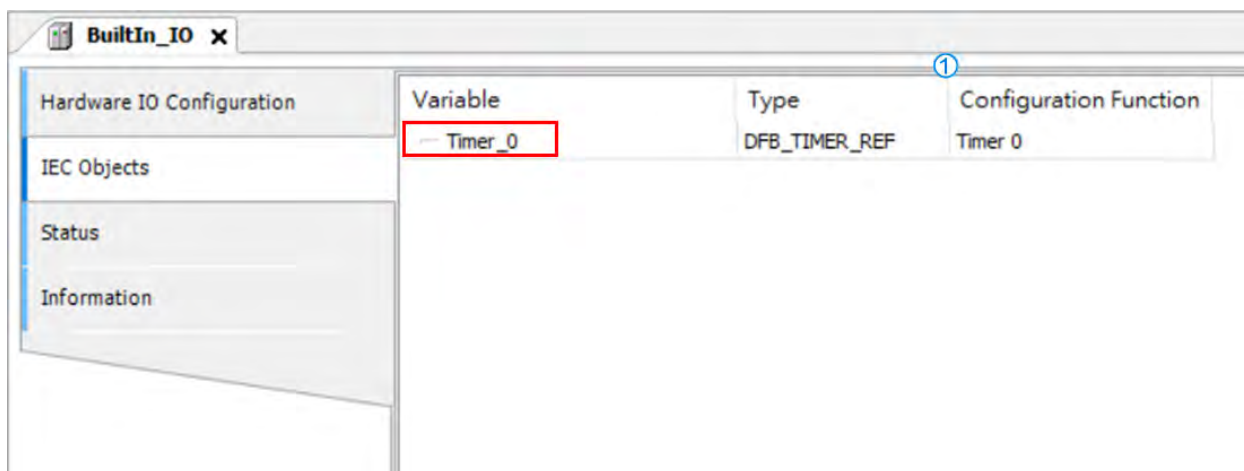 BuiltIn_IO
①
Hardware IO Configuration
IEC Objects
Status
Information
Variable Type Configuration Function
Timer_0 DFB_TIMER_REF Timer 0